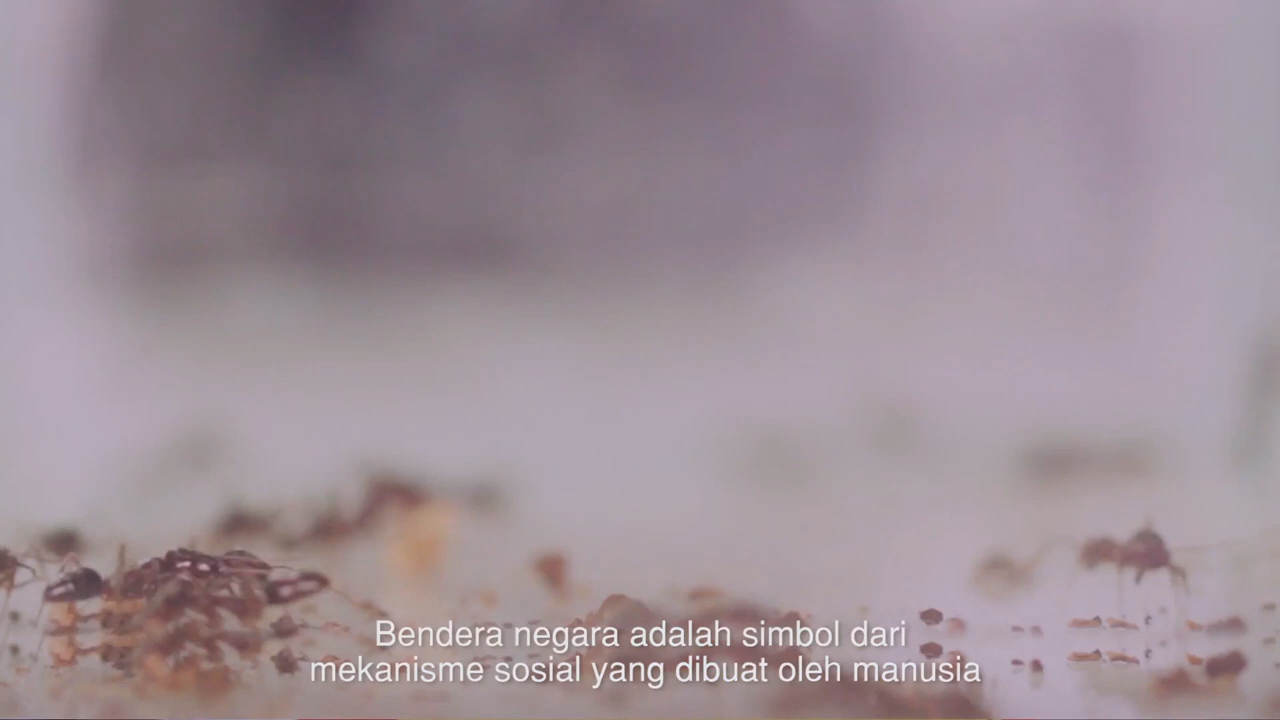 Bendera negara adalah simbol dari
mekanisme sosial yang dibuat oleh manusia